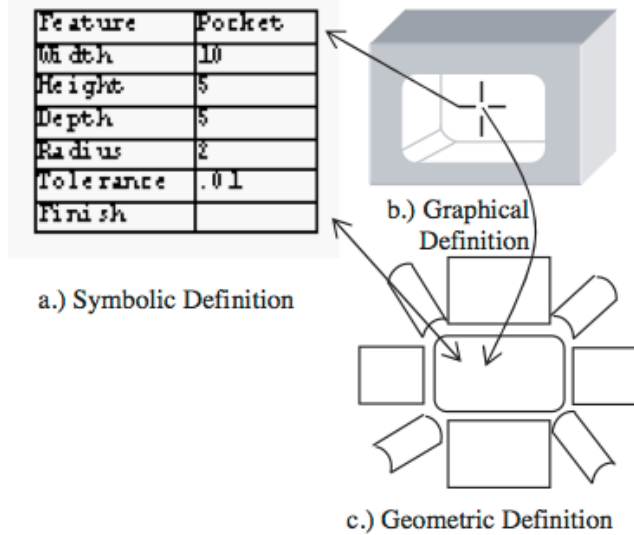 Feature Pocket
Width 10
Height 5
Depth 5
Radius 2
Tolerance .01
Finish
a.) Symbolic Definition
b.) Graphical
Definition
c.) Geometric Definition